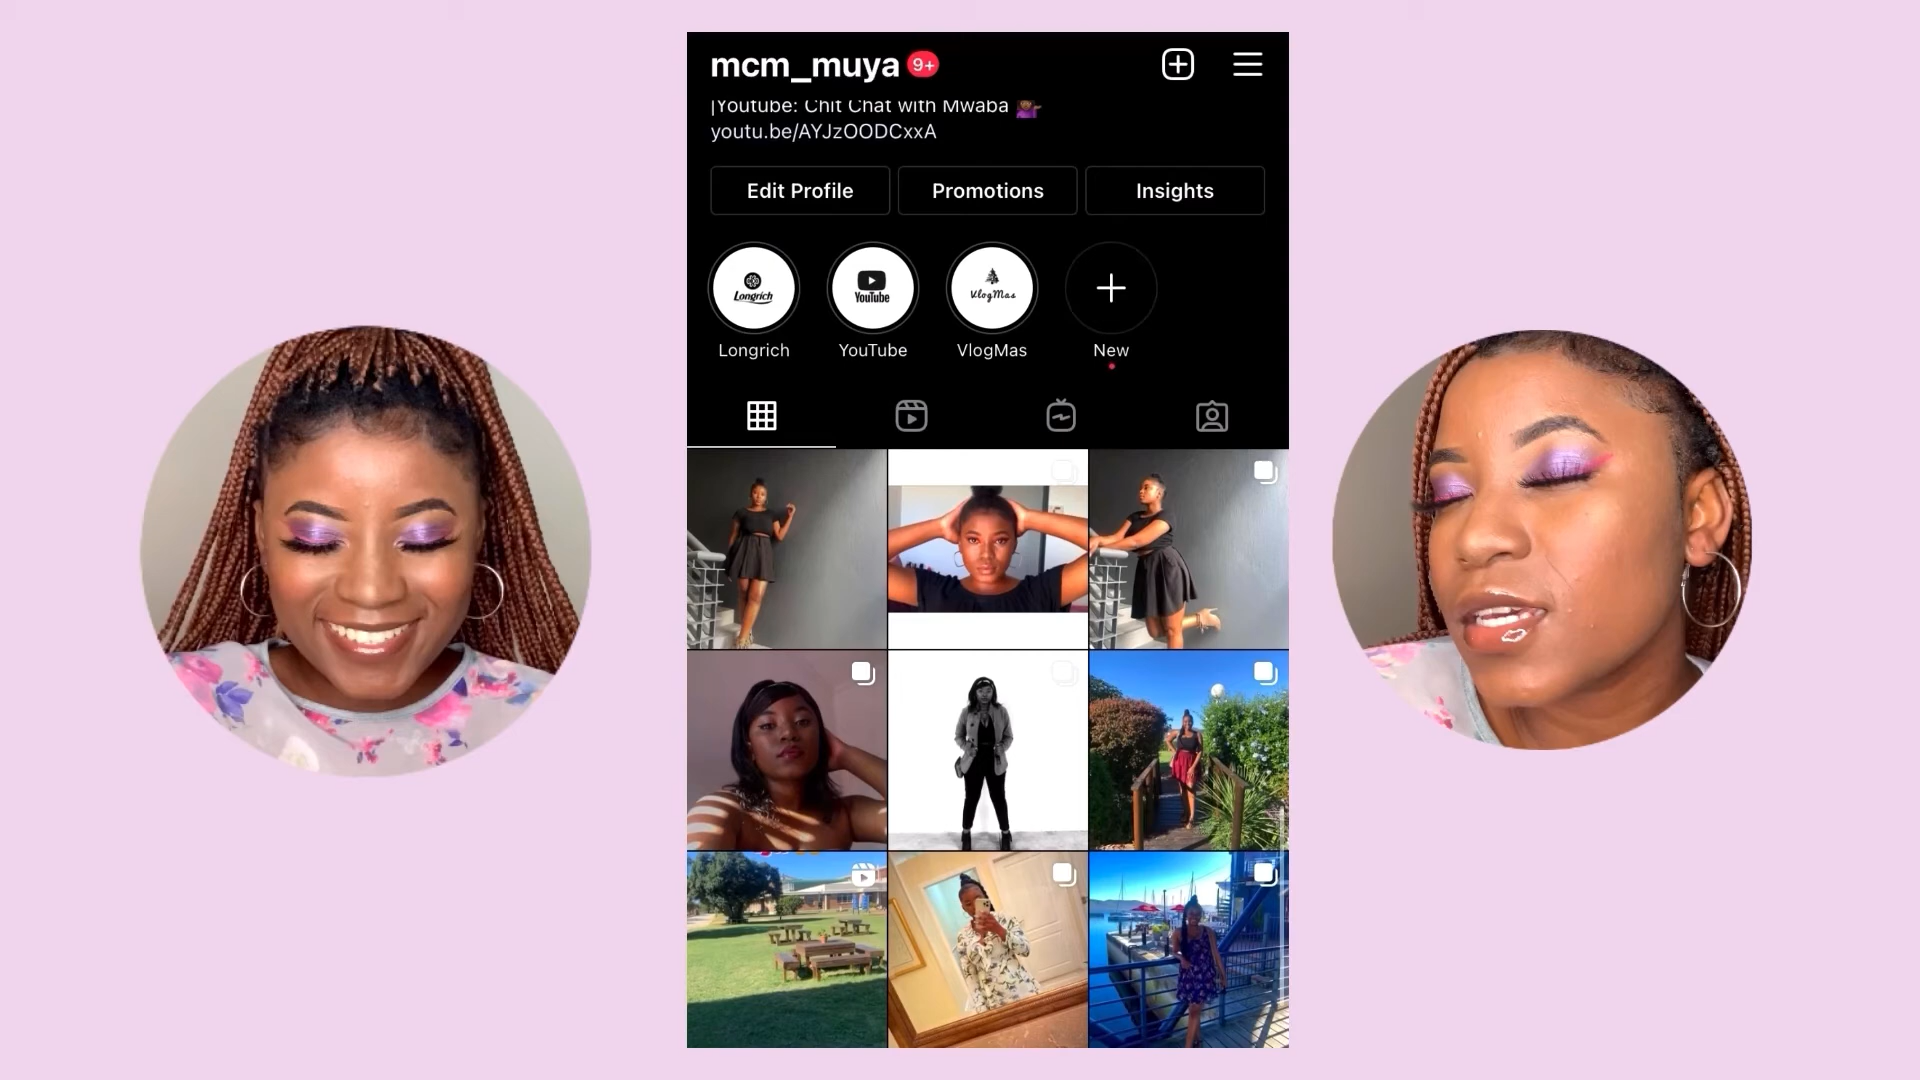 mcm_muya 9+
|Youtube: Chit Chat with Mwaba
youtu.be/AYJzOODCxxA
Edit Profile
Promotions
Insights
Longrich
YouTube
VlogMas
Longrich
YouTube
VlogMas
New